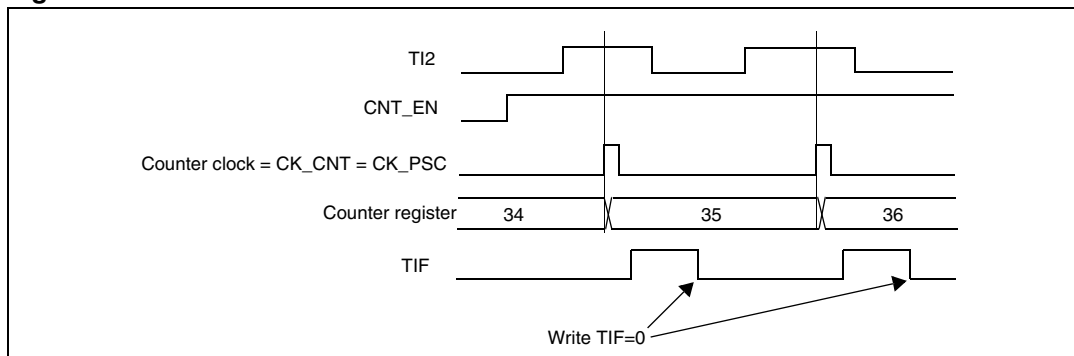 TI2
CNT_EN
Counter clock = CK_CNT = CK_PSC
Counter register 34 35 36
TIF
Write TIF=0